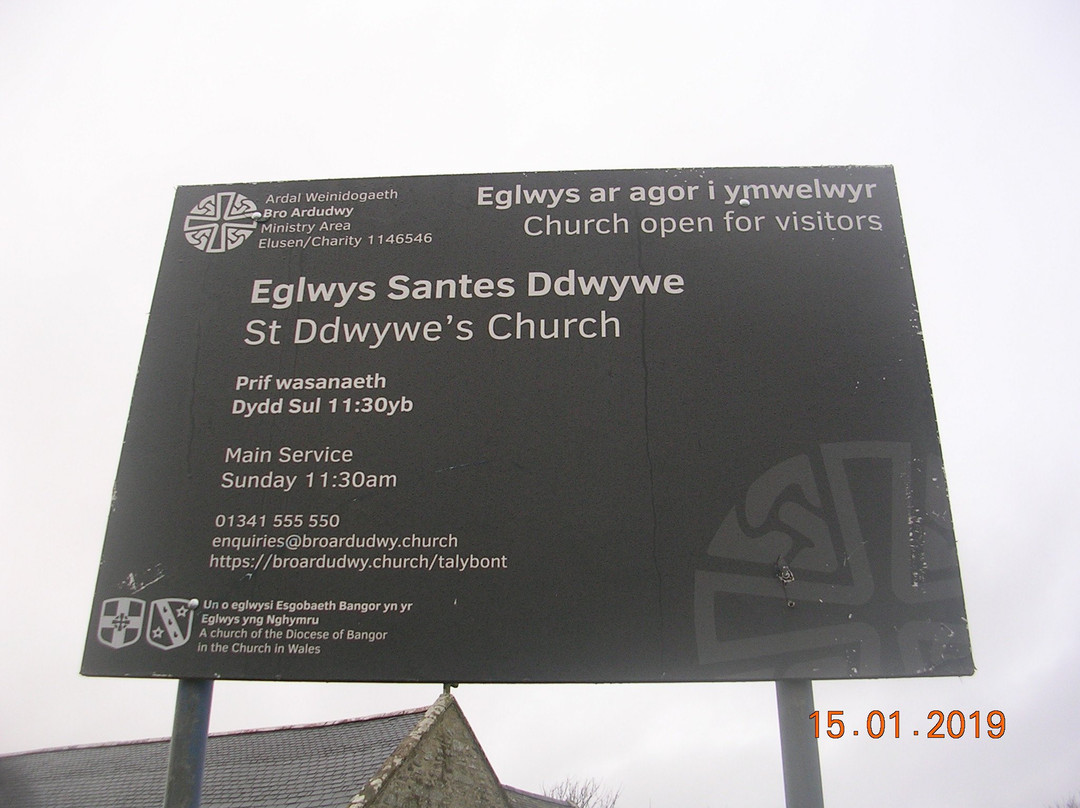 Ardal Weinidogaeth
Bro Ardudwy
Ministry Area
Elusen/Charity 1146546
Eglwys ar agor i ymwelwyr
Church open for visitors
Eglwys Santes Ddwywe
St Ddwywe's Church
Prif wasanaeth
Dydd Sul 11:30yb
Main Service
Sunday 11:30am
01341 555 550
enquiries@broardudwy.church
https://broardudwy.church/talybont
Un o eglwysi Esgobaeth Bangor yn yr
Eglwys yng Nghymru
A church of the Diocese of Bangor
in the Church in Wales
15.01.2019